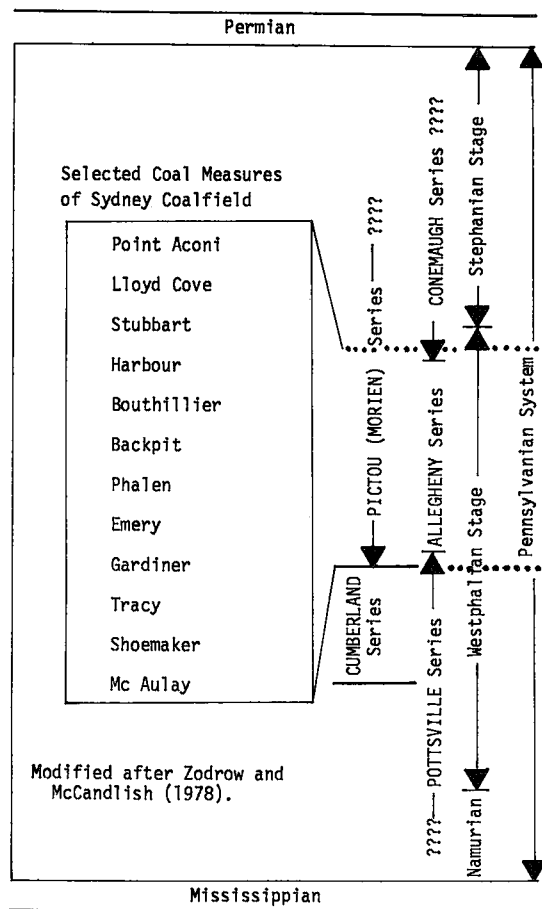 Permian
Selected Coal Measures
of Sydney Coalfield
Point Aconi
Lloyd Cove
Stubbart
Harbour
Bouthillier
Backpit
Phalen
Emery
Gardiner
Tracy
Shoemaker
Mc Aulay
PICTOU (MORIEN) Series ????
CUMBERLAND
Series
CONEMAUGH Series ????
ALLEGHENY Series
???? POTTSVILLE Series
Stephanian Stage
Westphalian Stage
Namurian
Pennsylvanian System
Modified after Zodrow and
McCandlish (1978).
Mississippian